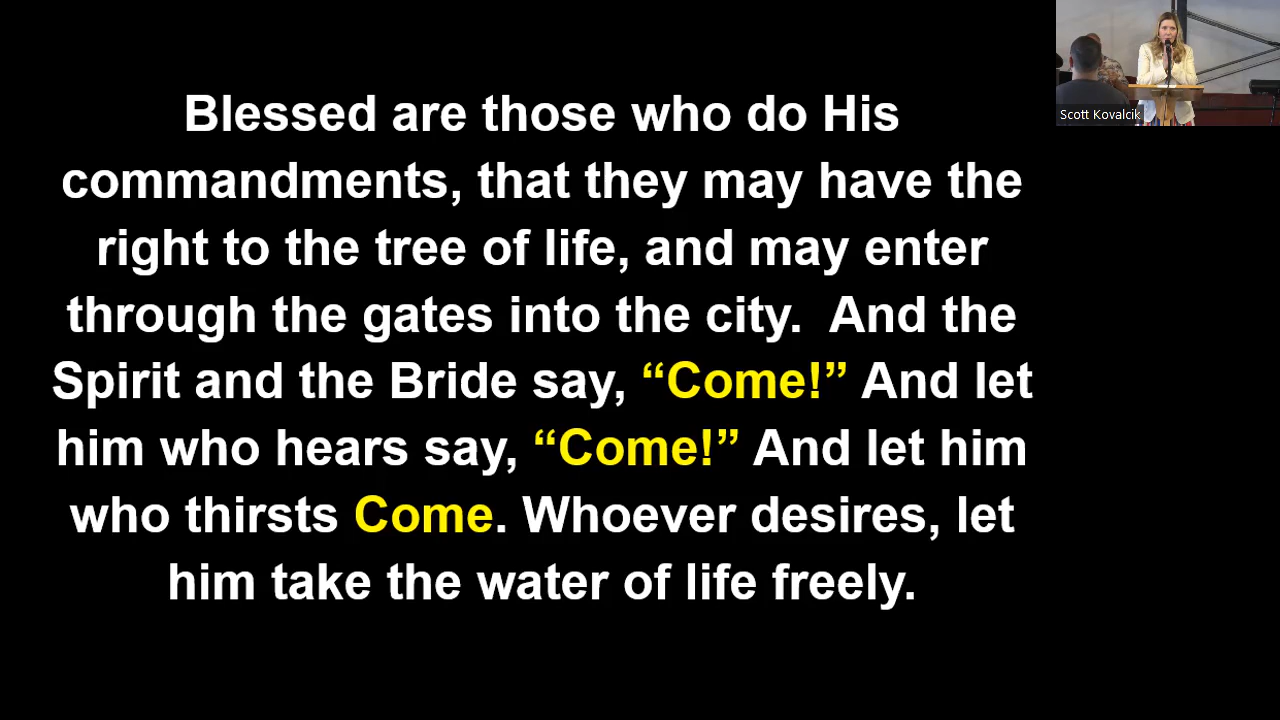 Blessed are those who do His
commandments, that they may have the
right to the tree of life, and may enter
through the gates into the city.  And the
Spirit and the Bride say, “Come!” And let
him who hears say, “Come!” And let him
who thirsts Come. Whoever desires, let
him take the water of life freely.
Scott Kovalcik